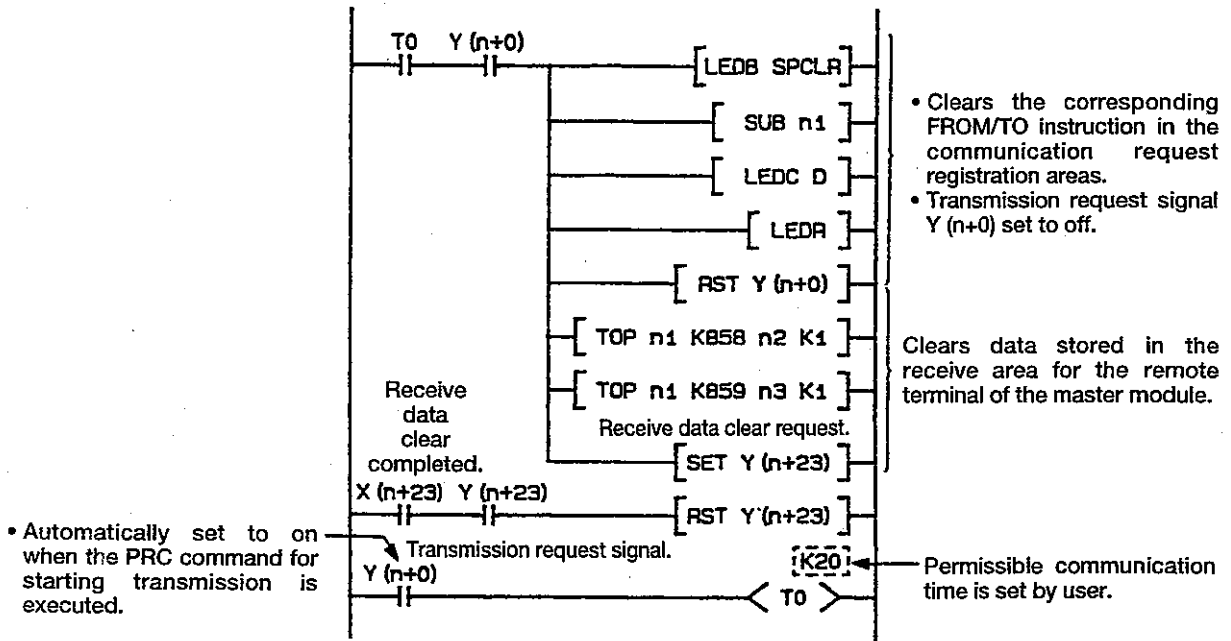 T0 Y (n+0)
LEDB SPCLR
SUB n1
LEDC D
LEDR
RST Y (n+0)
TOP n1 K858 n2 K1
TOP n1 K859 n3 K1
Receive data clear request.
SET Y (n+23)
• Clears the corresponding
FROM/TO instruction in the
communication request
registration areas.
• Transmission request signal
Y (n+0) set to off.
Clears data stored in the
receive area for the remote
terminal of the master module.
Receive
data
clear
completed.
X (n+23) Y (n+23)
RST Y (n+23)
• Automatically set to on
when the PRC command for
starting transmission is
executed.
Transmission request signal.
Y (n+0)
K20
T0
Permissible communication
time is set by user.